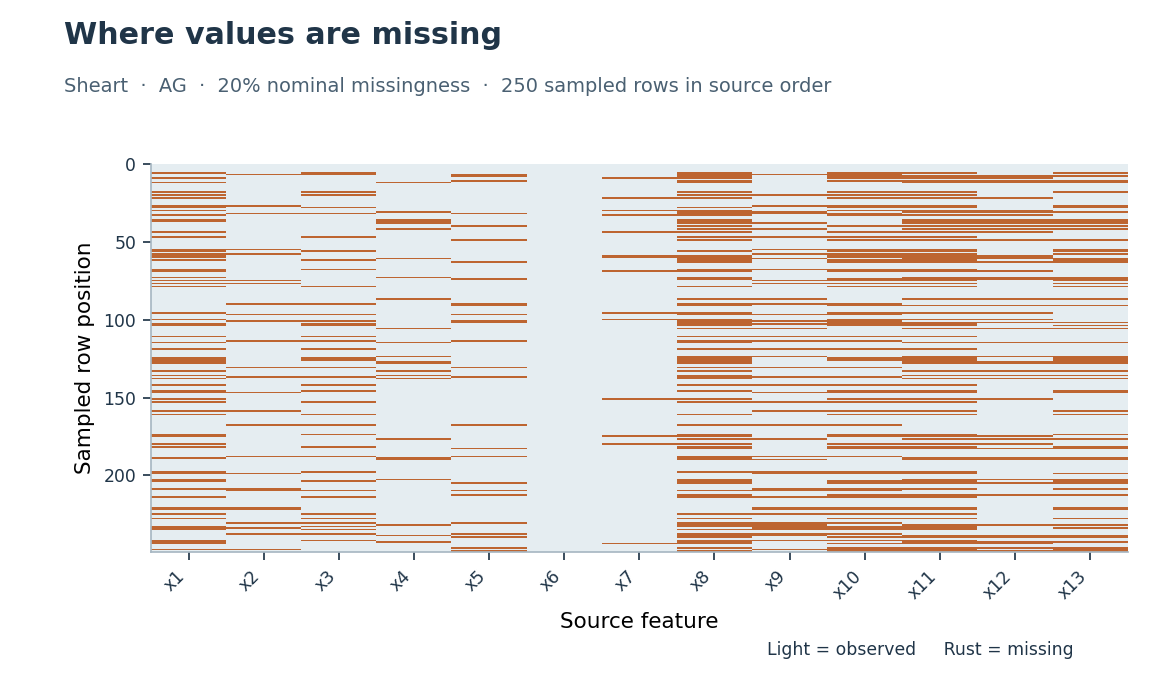 Where values are missing
Sheart · AG · 20% nominal missingness · 250 sampled rows in source order
0
50
100
150
200
Sampled row position
x1 x2 x3 x4 x5 x6 x7 x8 x9 x10 x11 x12 x13
Source feature
Light = observed Rust = missing